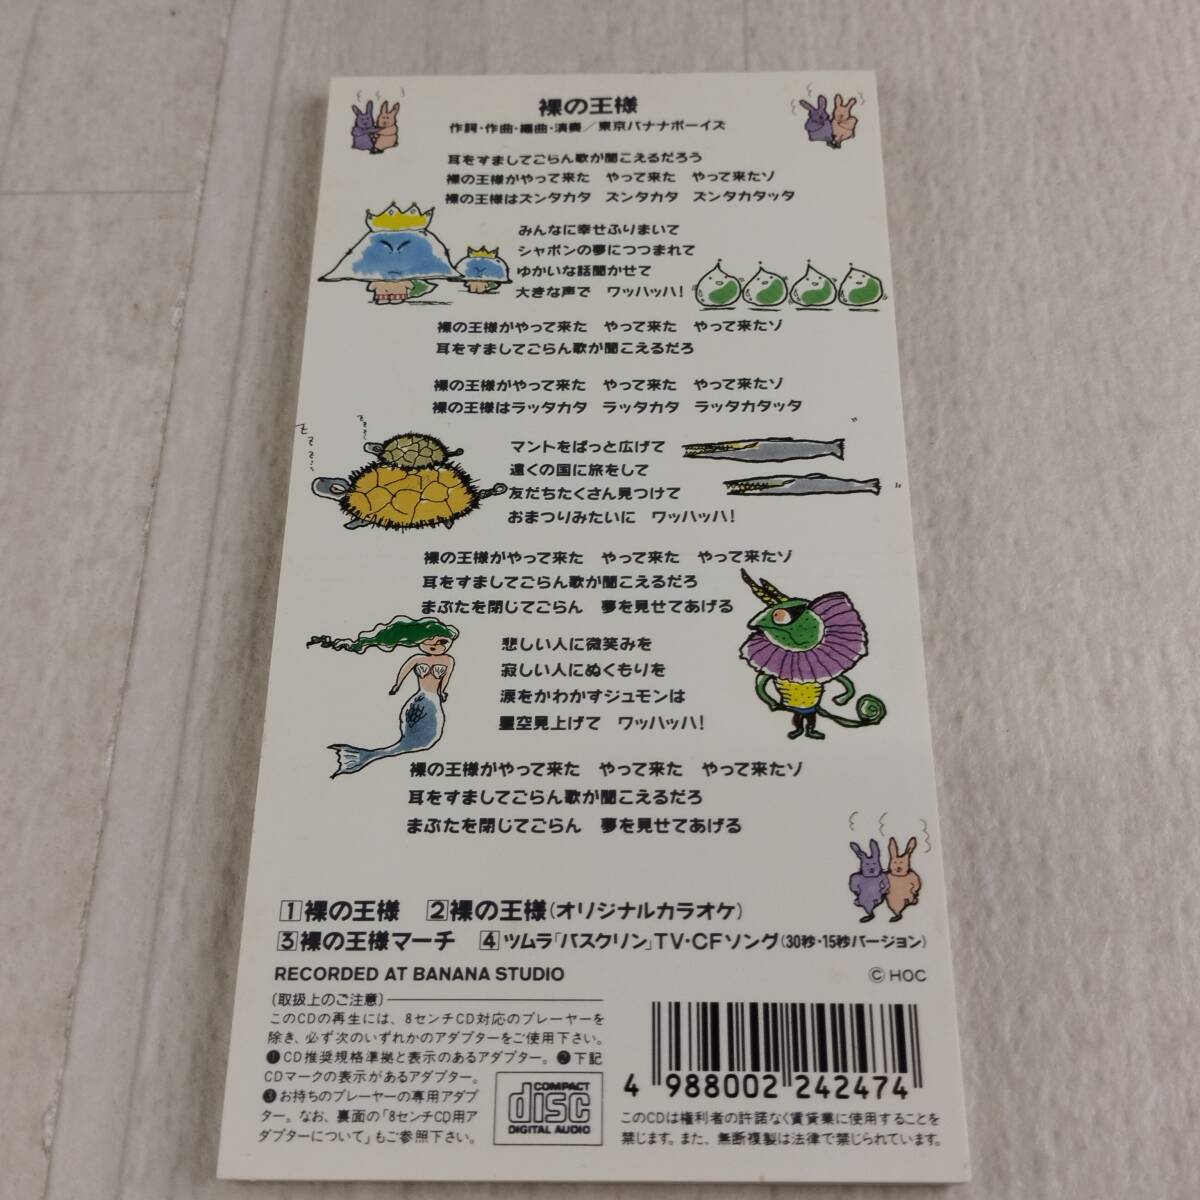 裸の王様
作詞・作曲・編曲・演奏／東京バナナボーイズ
耳をすましてごらん歌が聞こえるだろう
裸の王様がやって来た　やって来た　やって来たゾ
裸の王様はズンタカタ　ズンタカタ　ズンタカタッタ
みんなに幸せふりまいて
シャボンの夢につつまれて
ゆかいな話聞かせて
大きな声で　ワッハッハ!
裸の王様がやって来た　やって来た　やって来たゾ
耳をすましてごらん歌が聞こえるだろ
裸の王様がやって来た　やって来た　やって来たゾ
裸の王様はラッタカタ　ラッタカタ　ラッタカタッタ
マントをぱっと広げて
遠くの国に旅をして
友だちたくさん見つけて
おまつりみたいに　ワッハッハ!
裸の王様がやって来た　やって来た　やって来たゾ
耳をすましてごらん歌が聞こえるだろ
まぶたを閉じてごらん　夢を見せてあげる
悲しい人に微笑みを
寂しい人にぬくもりを
涙をかわかすジュモンは
星空見上げて　ワッハッハ!
裸の王様がやって来た　やって来た　やって来たゾ
耳をすましてごらん歌が聞こえるだろ
まぶたを閉じてごらん　夢を見せてあげる
1 裸の王様　2 裸の王様(オリジナルカラオケ)
3 裸の王様マーチ　4 ツムラ「バスクリン」TV・CFソング(30秒・15秒バージョン)
RECORDED AT BANANA STUDIO
© HOC
(取扱上のご注意)
このCDの再生には、8センチCD対応のプレーヤーを
除き、必ず次のいずれかのアダプターをご使用下さい。
❶CD推奨規格準拠と表示のあるアダプター。❷下記
CDマークの表示があるアダプター。
❸お持ちのプレーヤーの専用アダプ
ター。なお、裏面の「8センチCD用ア
ダプターについて」もご参照下さい。
COMPACT
disc
DIGITAL AUDIO
4 988002 242474
このCDは権利者の許諾なく賃貸業に使用することを
禁じます。また、無断複製は法律で禁じられています。